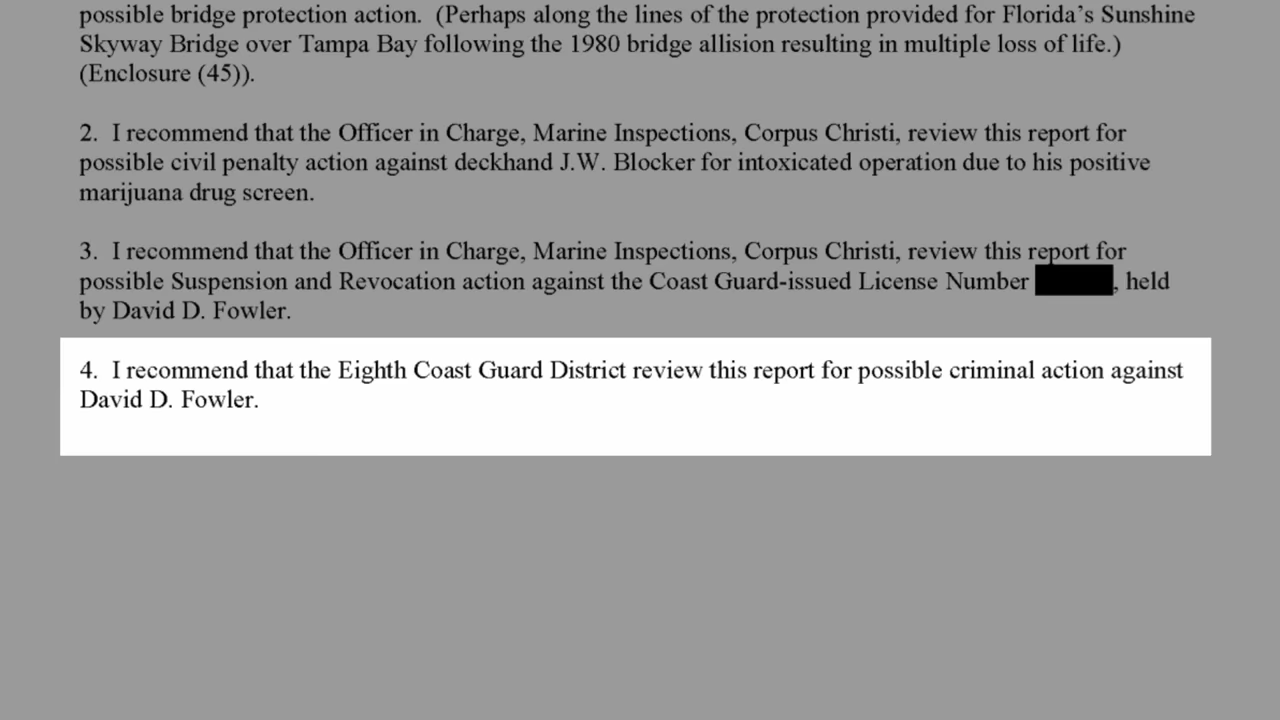 possible bridge protection action.  (Perhaps along the lines of the protection provided for Florida’s Sunshine
Skyway Bridge over Tampa Bay following the 1980 bridge allision resulting in multiple loss of life.)
(Enclosure (45)).
2.  I recommend that the Officer in Charge, Marine Inspections, Corpus Christi, review this report for
possible civil penalty action against deckhand J.W. Blocker for intoxicated operation due to his positive
marijuana drug screen.
3.  I recommend that the Officer in Charge, Marine Inspections, Corpus Christi, review this report for
possible Suspension and Revocation action against the Coast Guard-issued License Number , held
by David D. Fowler.
4.  I recommend that the Eighth Coast Guard District review this report for possible criminal action against
David D. Fowler.